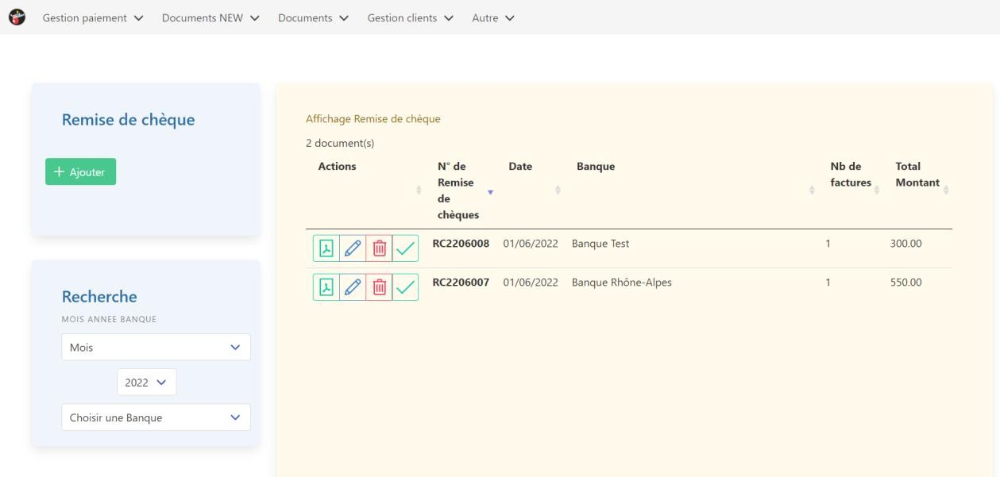 Gestion paiement Documents NEW Documents Gestion clients Autre
Remise de chèque
Ajouter
Recherche
MOIS ANNEE BANQUE
Mois
2022
Choisir une Banque
Affichage Remise de chèque
2 document(s)
Actions N° de Remise de chèques Date Banque Nb de factures Total Montant
RC2206008 01/06/2022 Banque Test 1 300.00
RC2206007 01/06/2022 Banque Rhône-Alpes 1 550.00